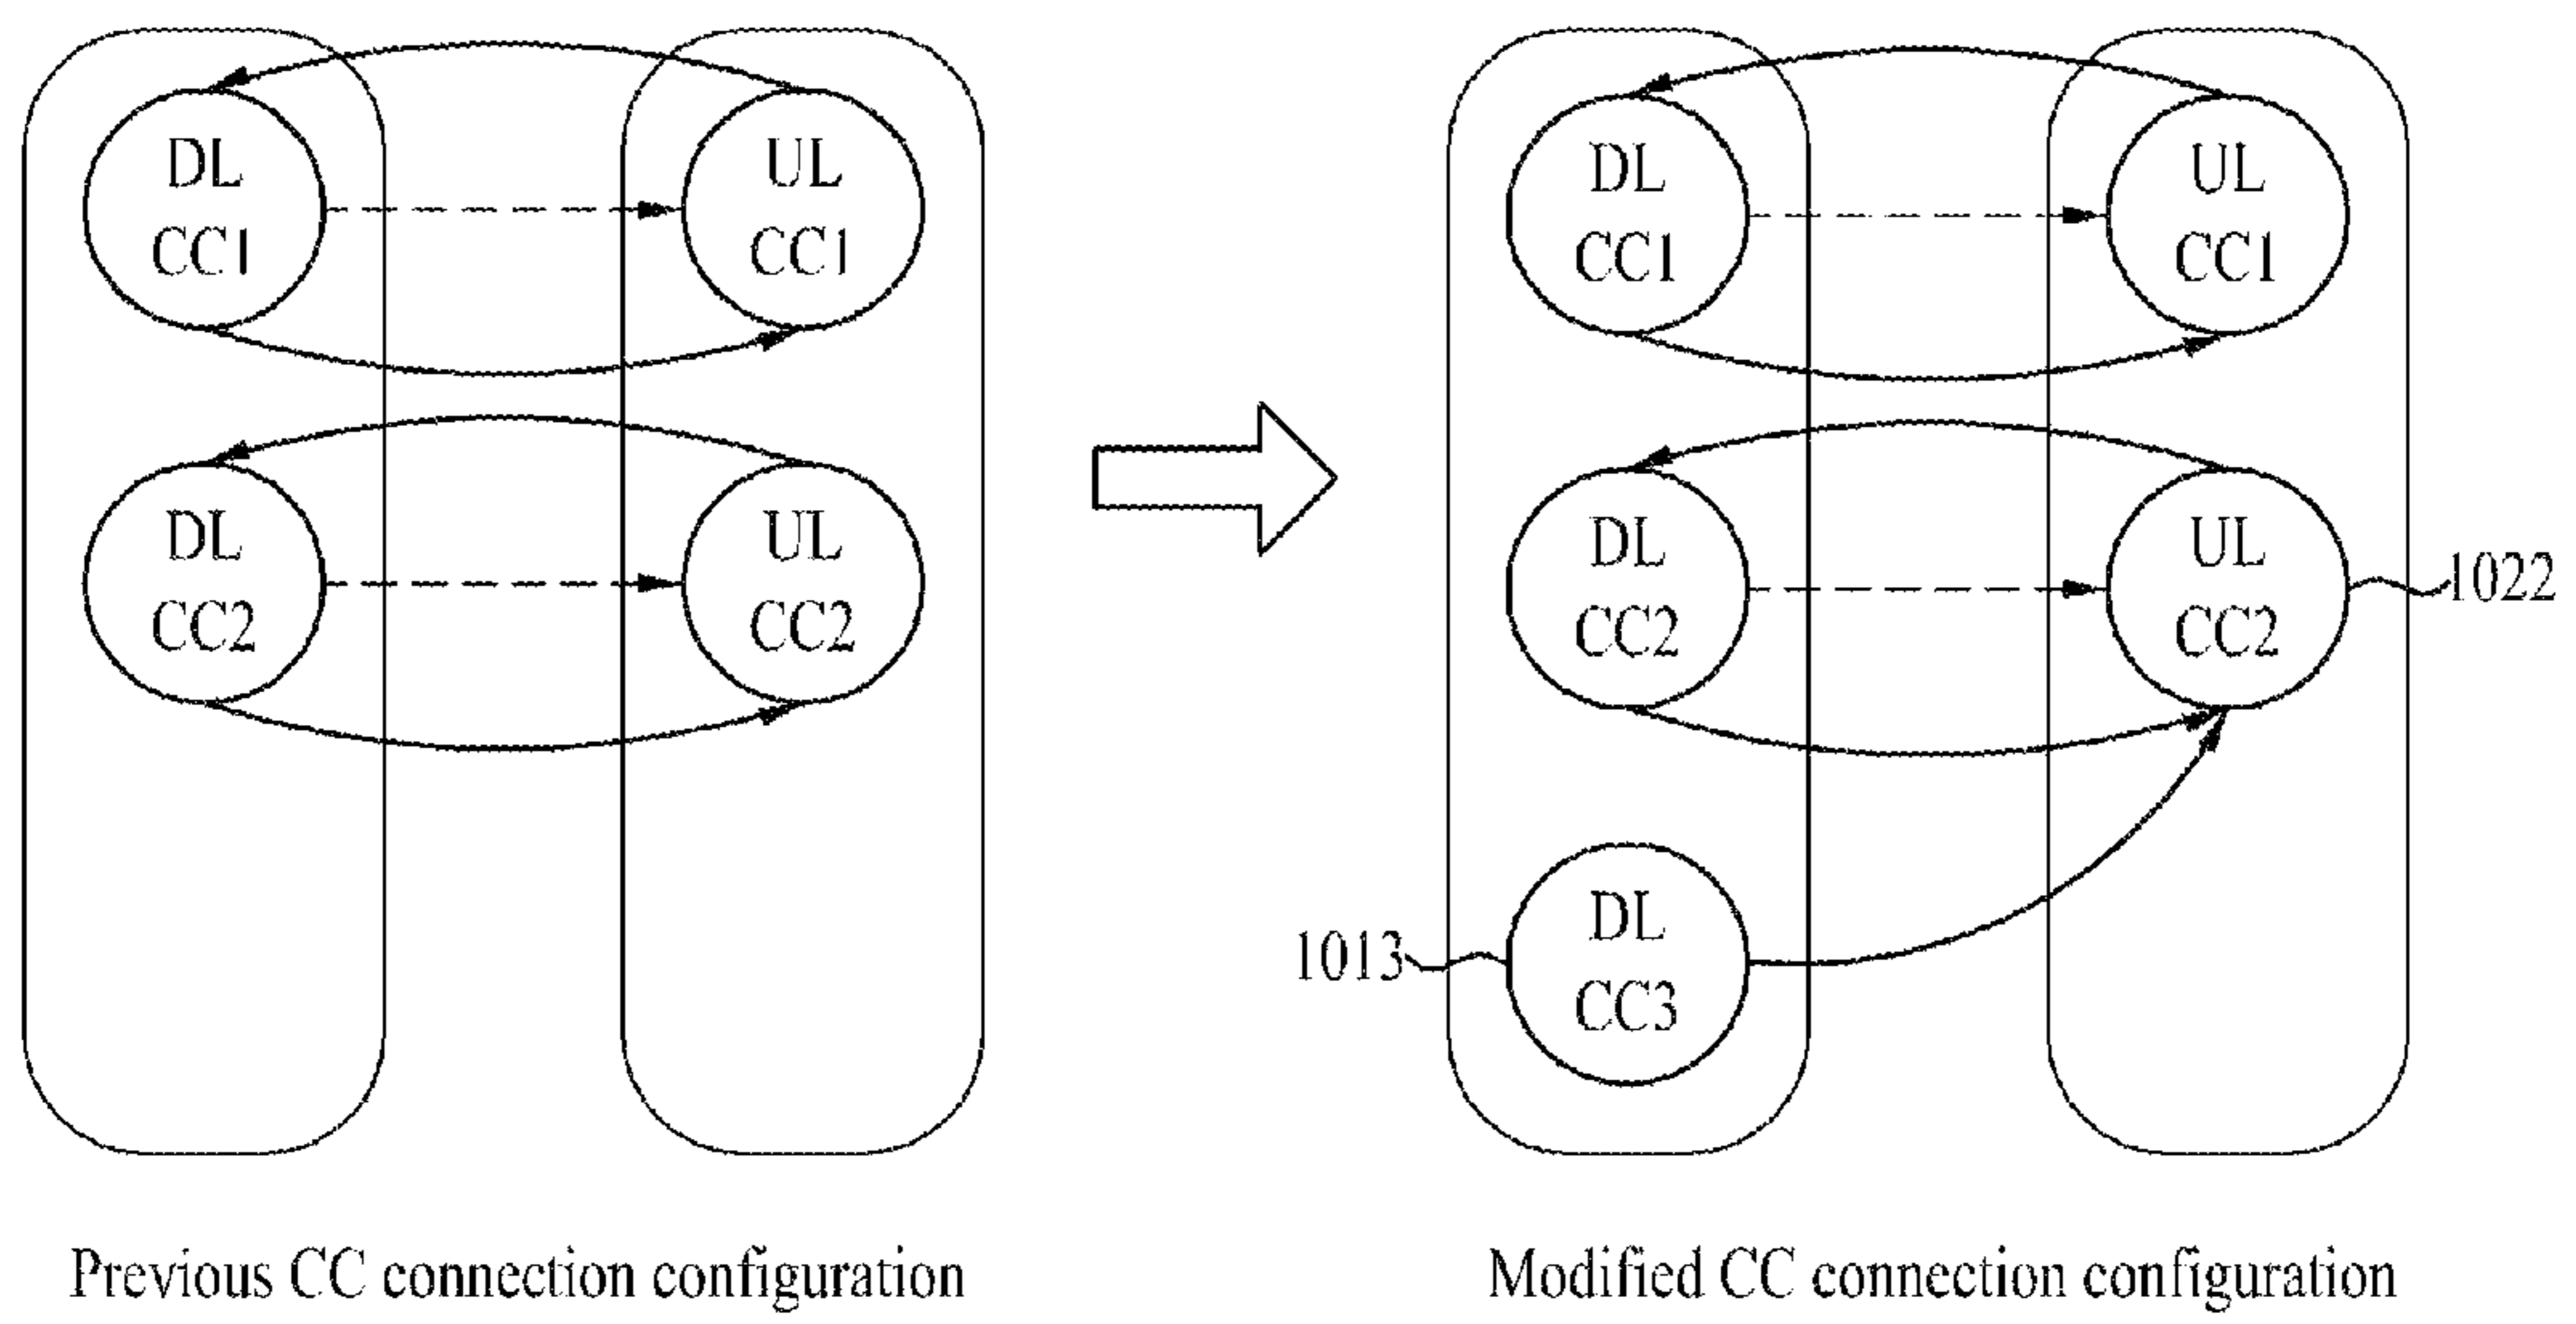 DL
CC1
UL
CC1
DL
CC2
UL
CC2
DL
CC1
UL
CC1
DL
CC2
UL
CC2
1022
1013
DL
CC3
Previous CC connection configuration
Modified CC connection configuration